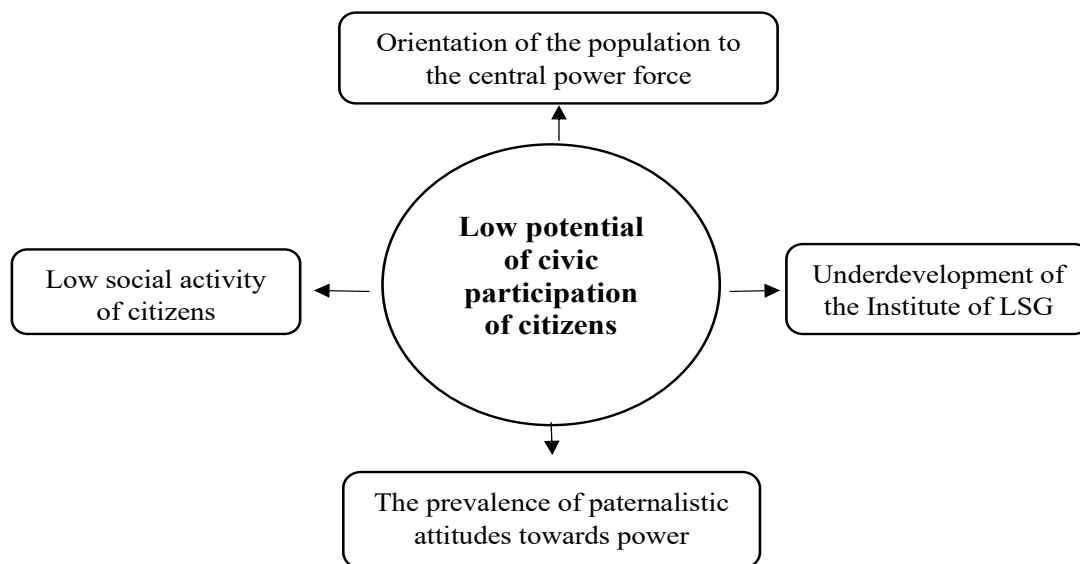 Orientation of the population to
the central power force
Low potential
of civic
participation
of citizens
Low social activity
of citizens
Underdevelopment of
the Institute of LSG
The prevalence of paternalistic
attitudes towards power